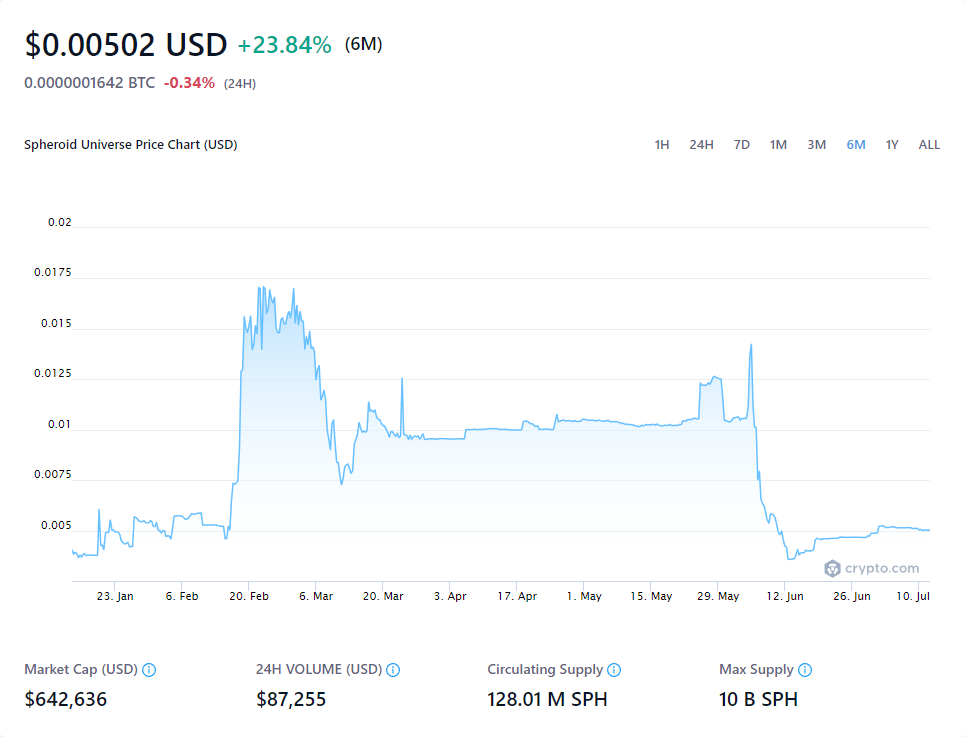 $0.00502 USD +23.84% (6M)
0.0000001642 BTC -0.34% (24H)
Spheroid Universe Price Chart (USD) 1H 24H 7D 1M 3M 6M 1Y ALL
0.02
0.0175
0.015
0.0125
0.01
0.0075
0.005
crypto.com
23. Jan 6. Feb 20. Feb 6. Mar 20. Mar 3. Apr 17. Apr 1. May 15. May 29. May 12. Jun 26. Jun 10. Jul
Market Cap (USD) 24H VOLUME (USD) Circulating Supply Max Supply
$642,636 $87,255 128.01 M SPH 10 B SPH